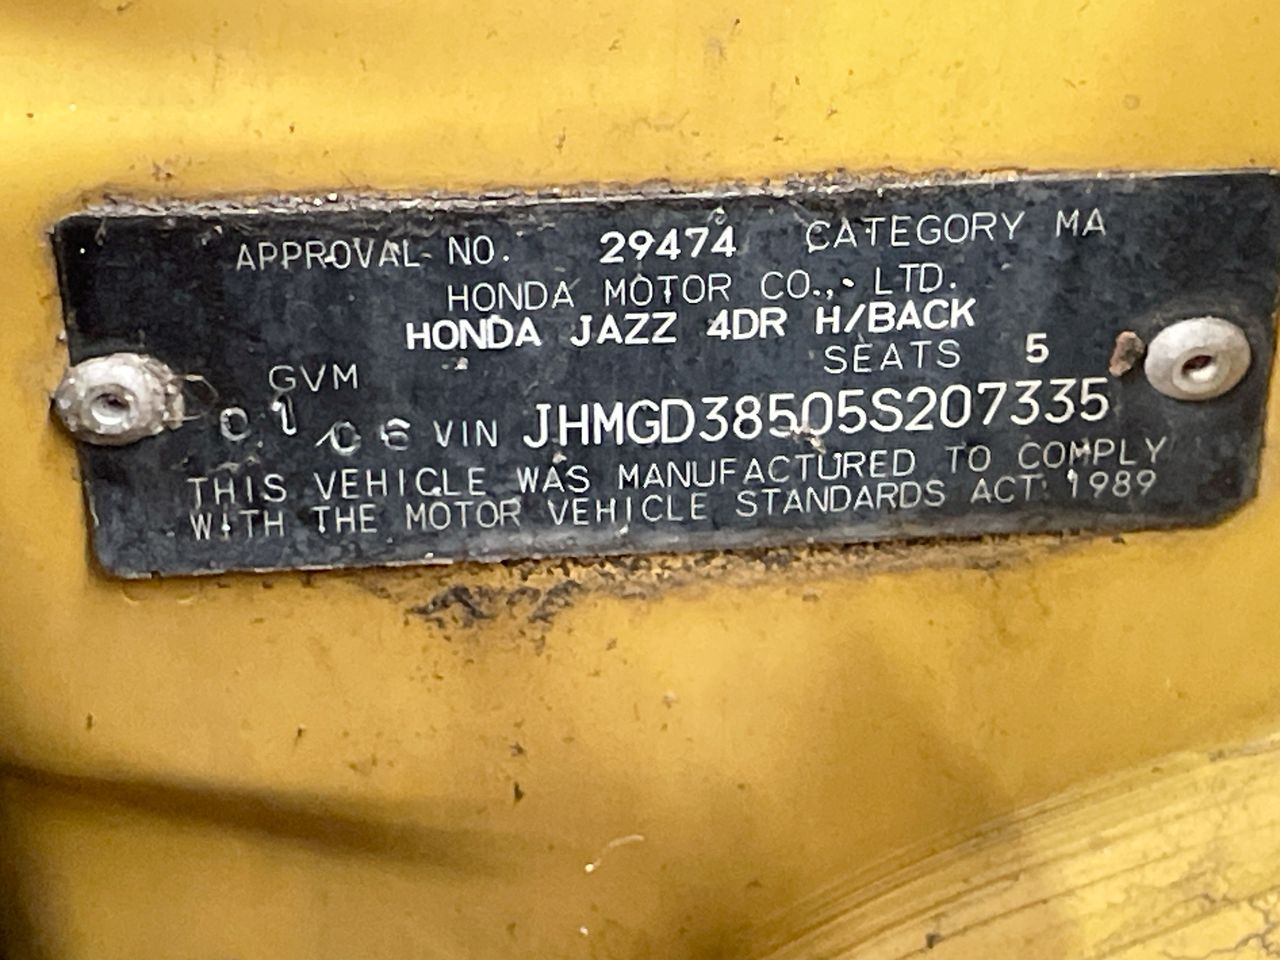 APPROVAL NO. 29474 CATEGORY MA
HONDA MOTOR CO., LTD.
HONDA JAZZ 4DR H/BACK
SEATS 5
GVM
01/06 VIN JHMGD38505S207335
THIS VEHICLE WAS MANUFACTURED TO COMPLY
WITH THE MOTOR VEHICLE STANDARDS ACT 1989